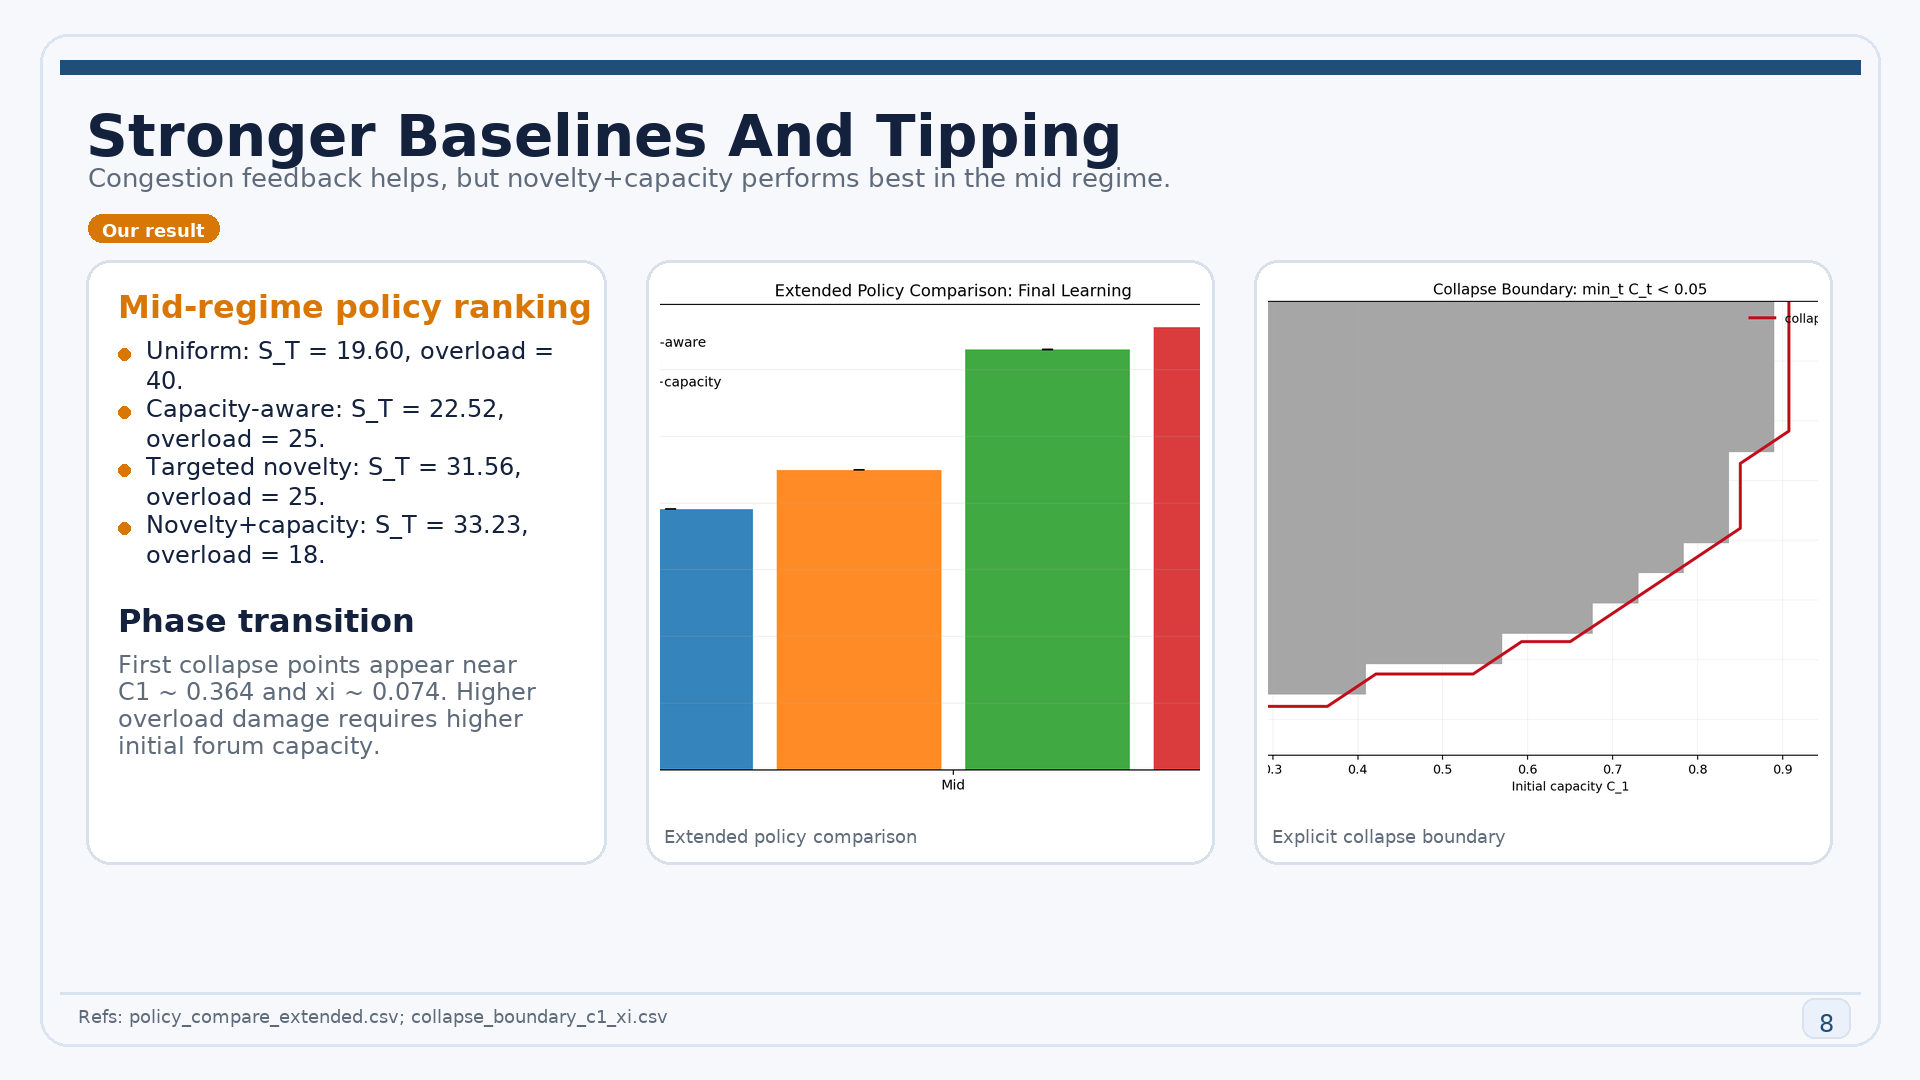 Stronger Baselines And Tipping
Congestion feedback helps, but novelty+capacity performs best in the mid regime.
Our result
Mid-regime policy ranking
Uniform: S_T = 19.60, overload =
40.
Capacity-aware: S_T = 22.52,
overload = 25.
Targeted novelty: S_T = 31.56,
overload = 25.
Novelty+capacity: S_T = 33.23,
overload = 18.
Phase transition
First collapse points appear near
C1 ~ 0.364 and xi ~ 0.074. Higher
overload damage requires higher
initial forum capacity.
Extended Policy Comparison: Final Learning
-aware
-capacity
Mid
Extended policy comparison
Collapse Boundary: min_t C_t < 0.05
collap
0.3 0.4 0.5 0.6 0.7 0.8 0.9
Initial capacity C_1
Explicit collapse boundary
Refs: policy_compare_extended.csv; collapse_boundary_c1_xi.csv
8